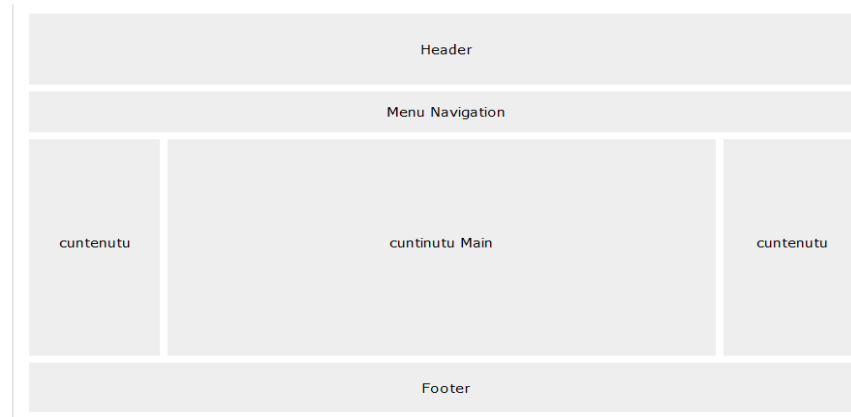 Header
Menu Navigation
cuntenutu
cuntinutu Main
cuntenutu
Footer